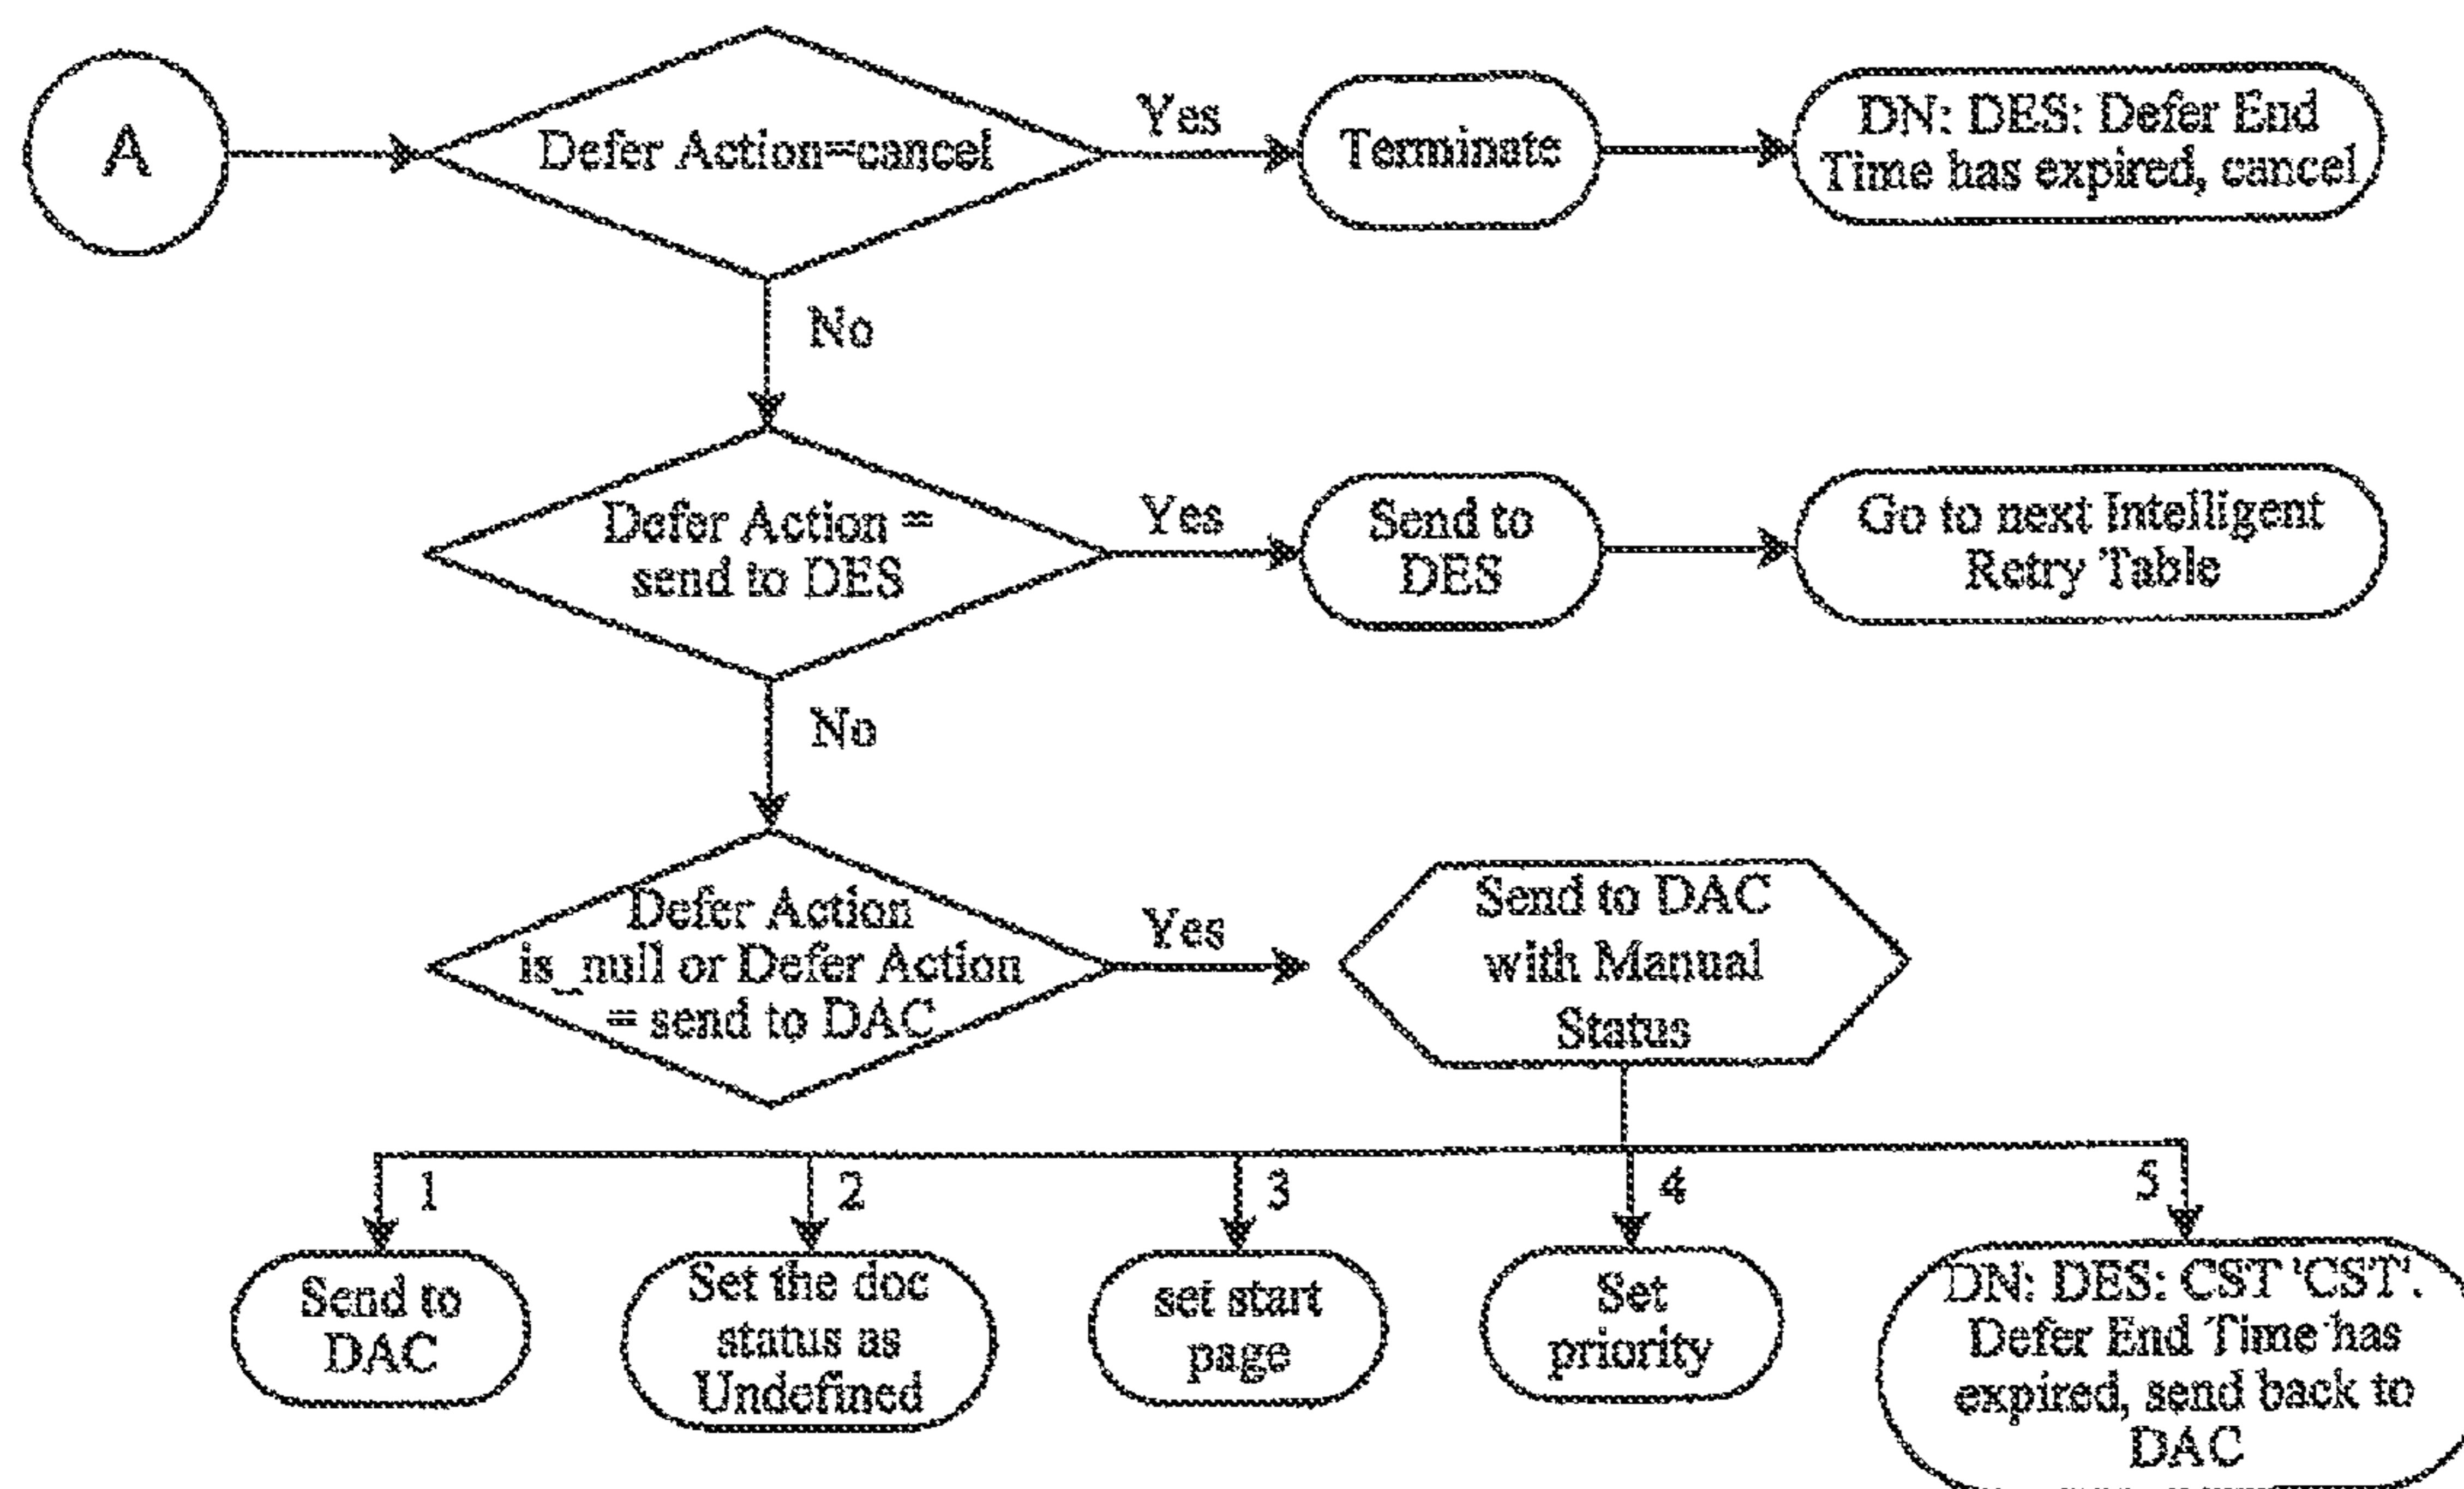 A
Defer Action=cancel
Yes
Terminate
DN: DES: Defer End
Time has expired, cancel
No
Defer Action =
send to DES
Yes
Send to
DES
Go to next Intelligent
Retry Table
No
Defer Action
is_null or Defer Action
= send to DAC
Yes
Send to DAC
with Manual
Status
1
2
3
4
5
Send to
DAC
Set the doc
status as
Undefined
set start
page
Set
priority
DN: DES: CST 'CST'.
Defer End Time has
expired, send back to
DAC